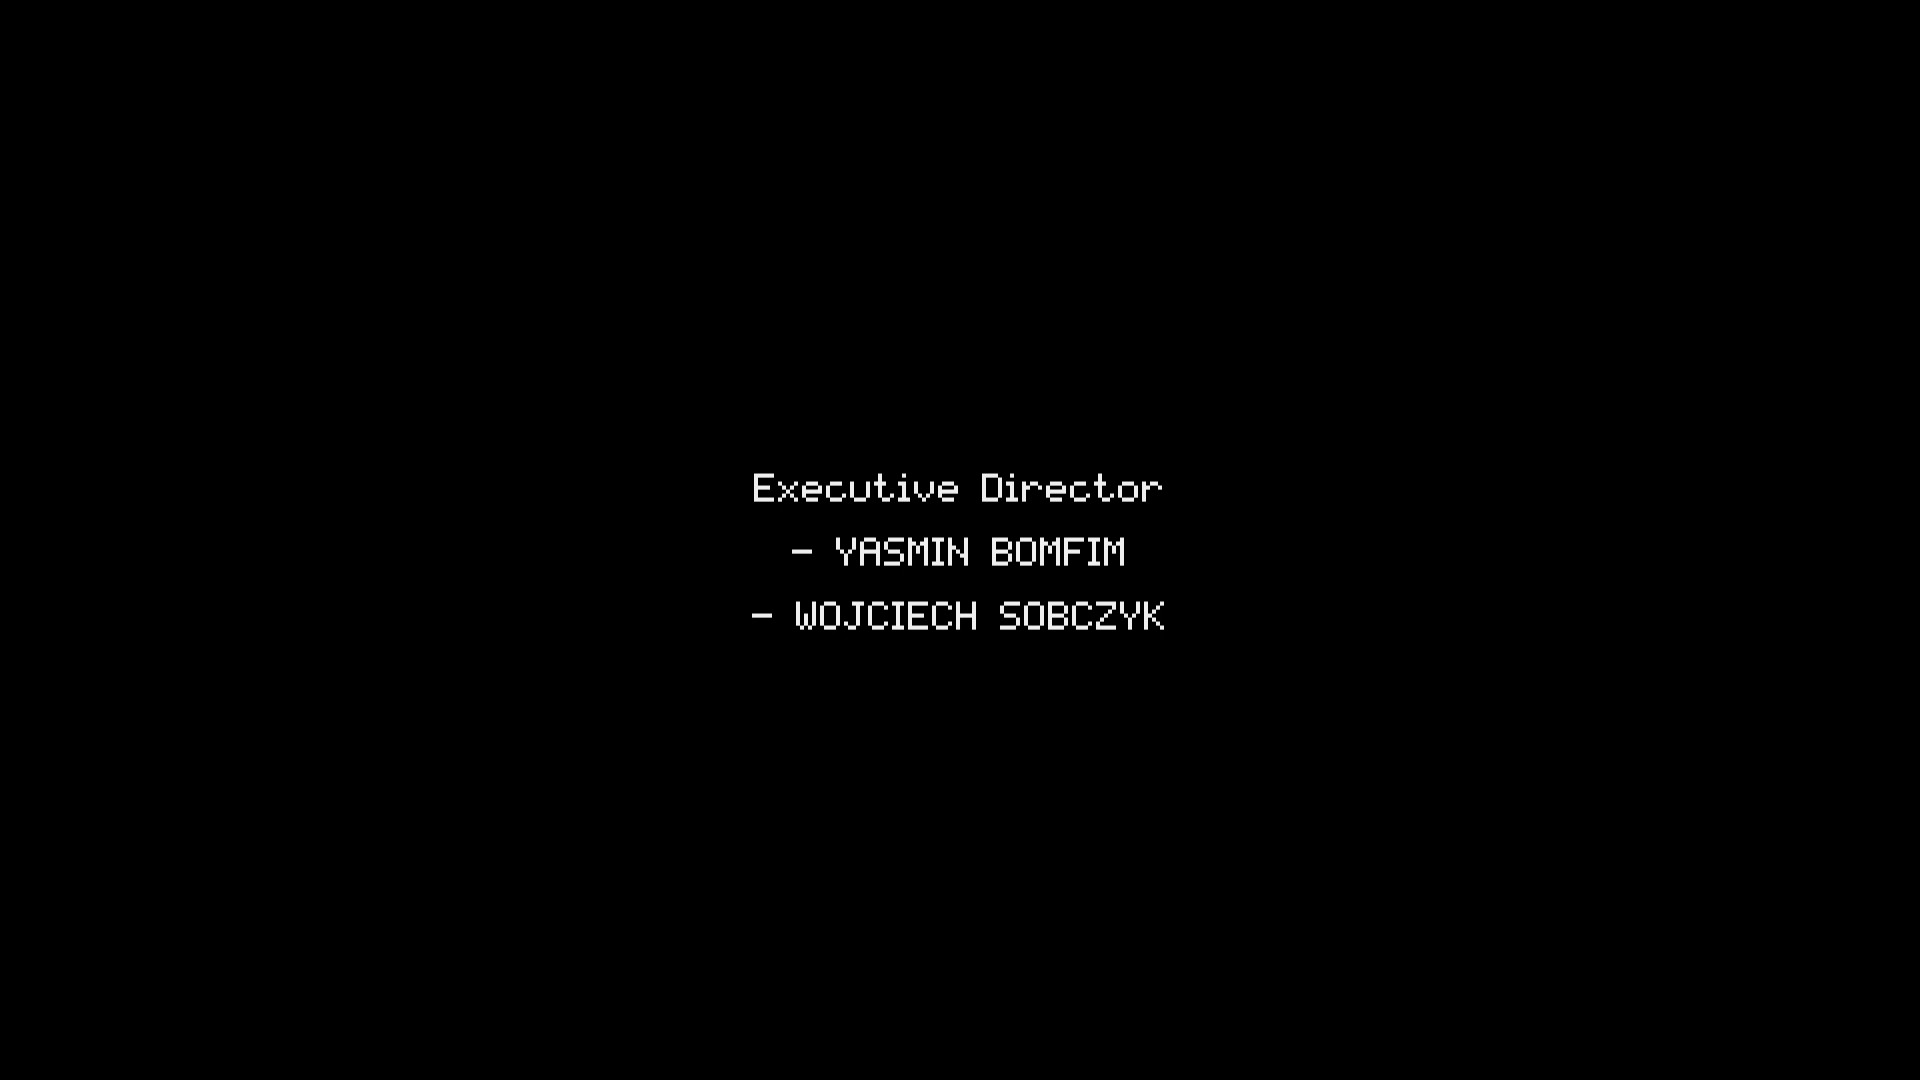 Executive Director
- YASMIN BOMFIM
- WOJCIECH SOBCZYK